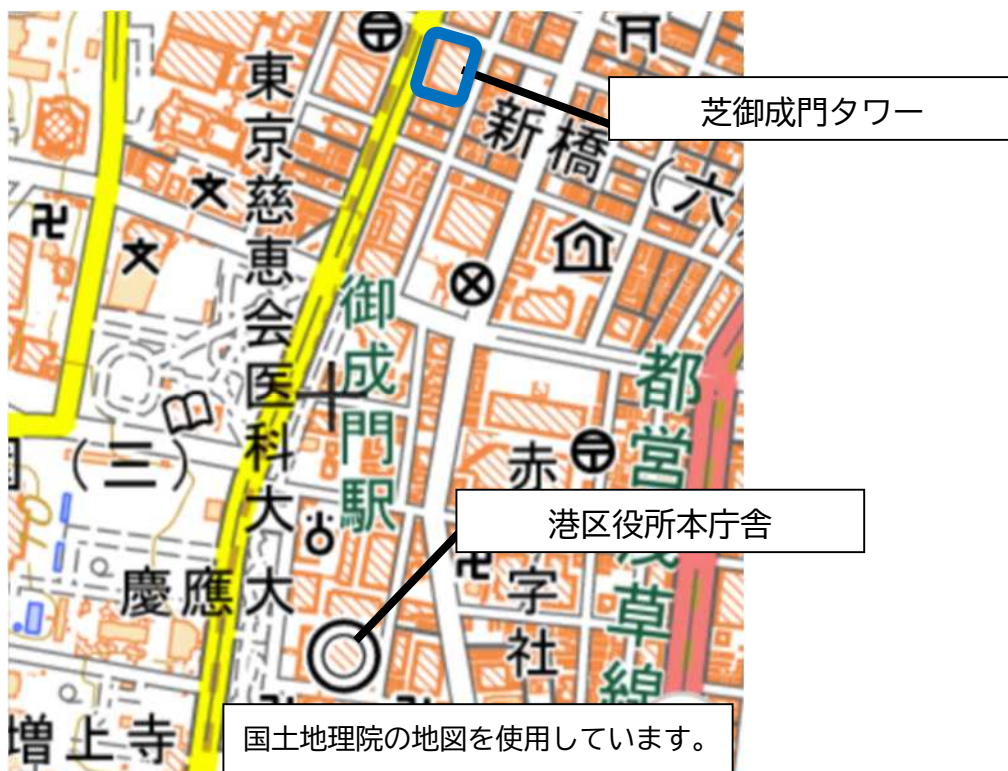 東京慈恵会医科大
芝御成門タワー
新橋(六
御成門駅
都営浅草線
(三)
赤十字社
港区役所本庁舎
慶應大
増上寺
国土地理院の地図を使用しています。